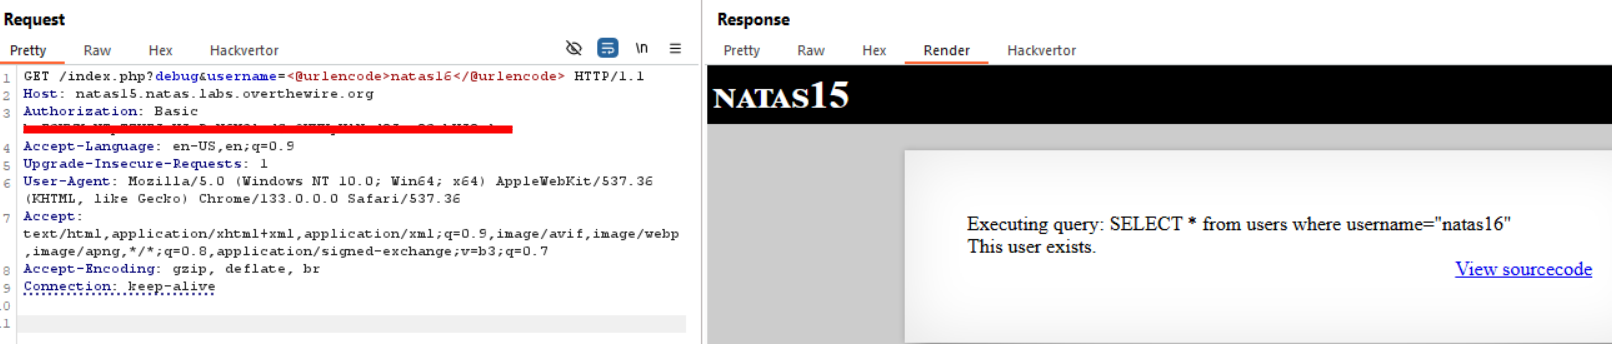 Request
Pretty Raw Hex Hackvertor \n
1 GET /index.php?debug&username=<@urlencode>natas16</@urlencode> HTTP/1.1
2 Host: natas15.natas.labs.overthewire.org
3 Authorization: Basic
4 Accept-Language: en-US,en;q=0.9
5 Upgrade-Insecure-Requests: 1
6 User-Agent: Mozilla/5.0 (Windows NT 10.0; Win64; x64) AppleWebKit/537.36
(KHTML, like Gecko) Chrome/133.0.0.0 Safari/537.36
7 Accept:
text/html,application/xhtml+xml,application/xml;q=0.9,image/avif,image/webp
,image/apng,*/*;q=0.8,application/signed-exchange;v=b3;q=0.7
8 Accept-Encoding: gzip, deflate, br
9 Connection: keep-alive
10
11
Response
Pretty Raw Hex Render Hackvertor
NATAS15
Executing query: SELECT * from users where username="natas16"
This user exists.
View sourcecode